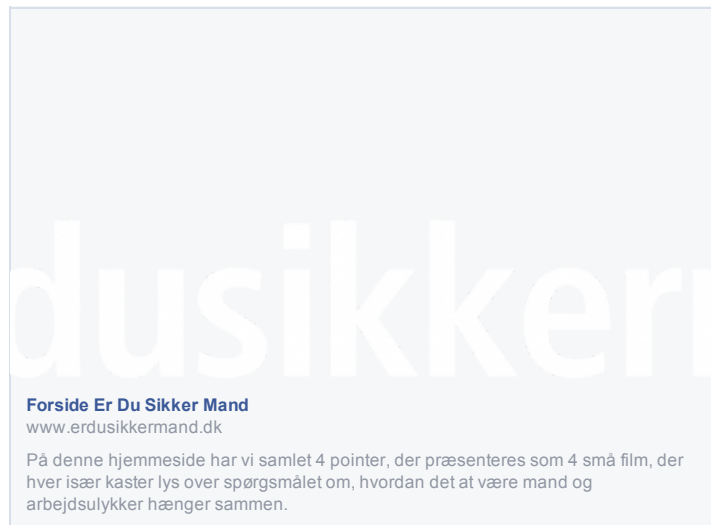 dusikkerm
Forside Er Du Sikker Mand
www.erdusikkermand.dk
På denne hjemmeside har vi samlet 4 pointer, der præsenteres som 4 små film, der
hver især kaster lys over spørgsmålet om, hvordan det at være mand og
arbejdsulykker hænger sammen.